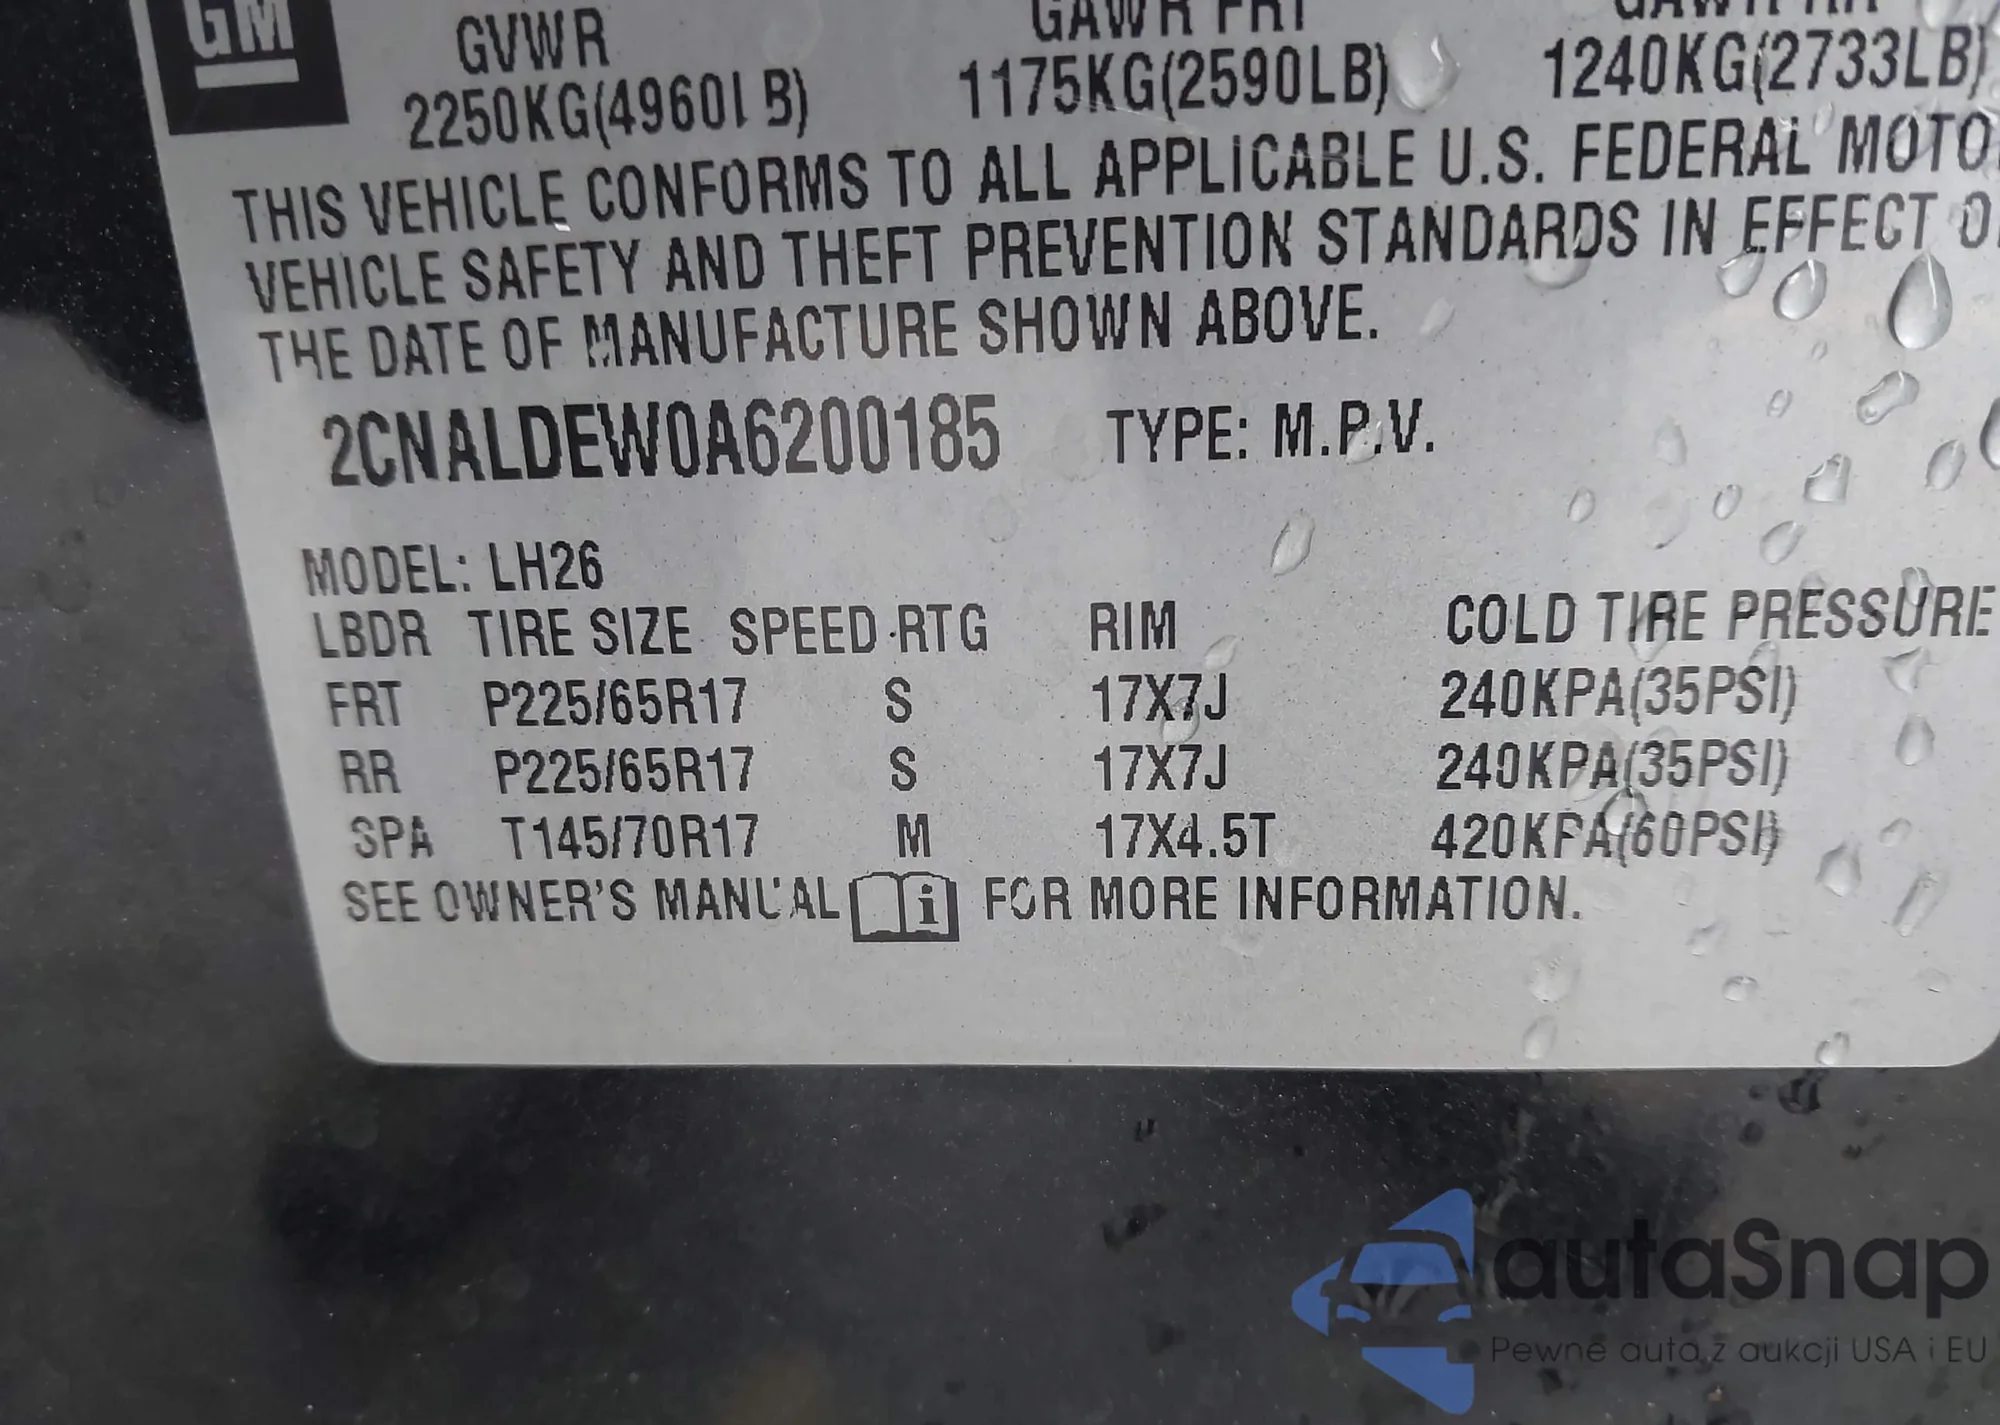 GM
GVWR GAWR FRT GAWR RR
2250KG(4960LB) 1175KG(2590LB) 1240KG(2733LB)
THIS VEHICLE CONFORMS TO ALL APPLICABLE U.S. FEDERAL MOTO
VEHICLE SAFETY AND THEFT PREVENTION STANDARDS IN EFFECT O
THE DATE OF MANUFACTURE SHOWN ABOVE.
2CNALDEW0A6200185 TYPE: M.P.V.
MODEL: LH26
LBDR TIRE SIZE SPEED RTG RIM COLD TIRE PRESSURE
FRT P225/65R17 S 17X7J 240KPA(35PSI)
RR P225/65R17 S 17X7J 240KPA(35PSI)
SPA T145/70R17 M 17X4.5T 420KPA(60PSI)
SEE OWNER'S MANUAL i FOR MORE INFORMATION.
autaSnap
Pewne auta z aukcji USA i EU